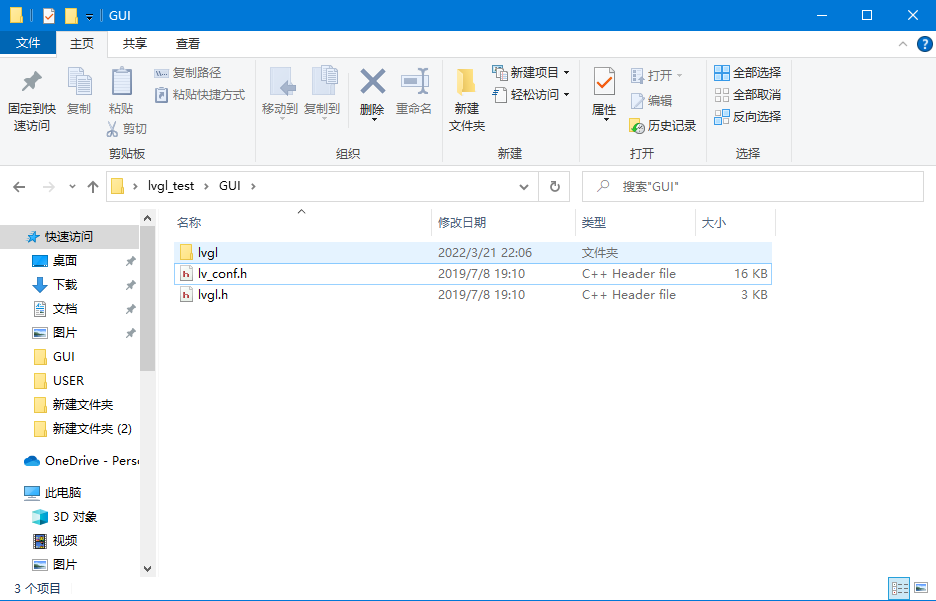 GUI
文件 主页 共享 查看
固定到快速访问
复制
粘贴
复制路径
粘贴快捷方式
剪切
剪贴板
移动到
复制到
删除
重命名
组织
新建
文件夹
新建项目
轻松访问
新建
属性
打开
编辑
历史记录
打开
全部选择
全部取消
反向选择
选择
lvgl_test › GUI ›
搜索"GUI"
名称 修改日期 类型 大小
lvgl 2022/3/21 22:06 文件夹
lv_conf.h 2019/7/8 19:10 C++ Header file 16 KB
lvgl.h 2019/7/8 19:10 C++ Header file 3 KB
快速访问
桌面
下载
文档
图片
GUI
USER
新建文件夹
新建文件夹 (2)
OneDrive - Perso
此电脑
3D 对象
视频
图片
3 个项目